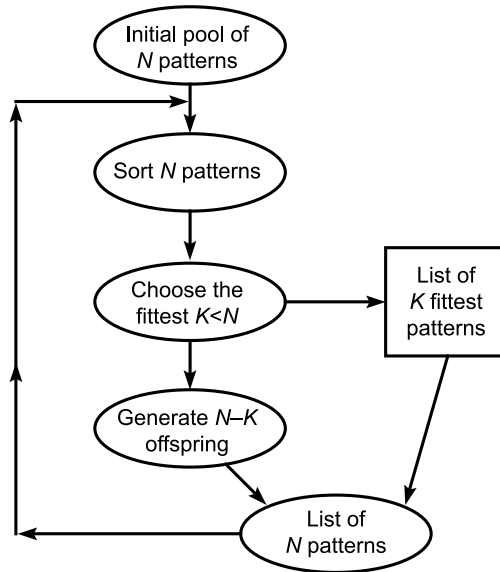 Initial pool of
N patterns
Sort N patterns
Choose the
fittest K<N
List of
K fittest
patterns
Generate N–K
offspring
List of
N patterns